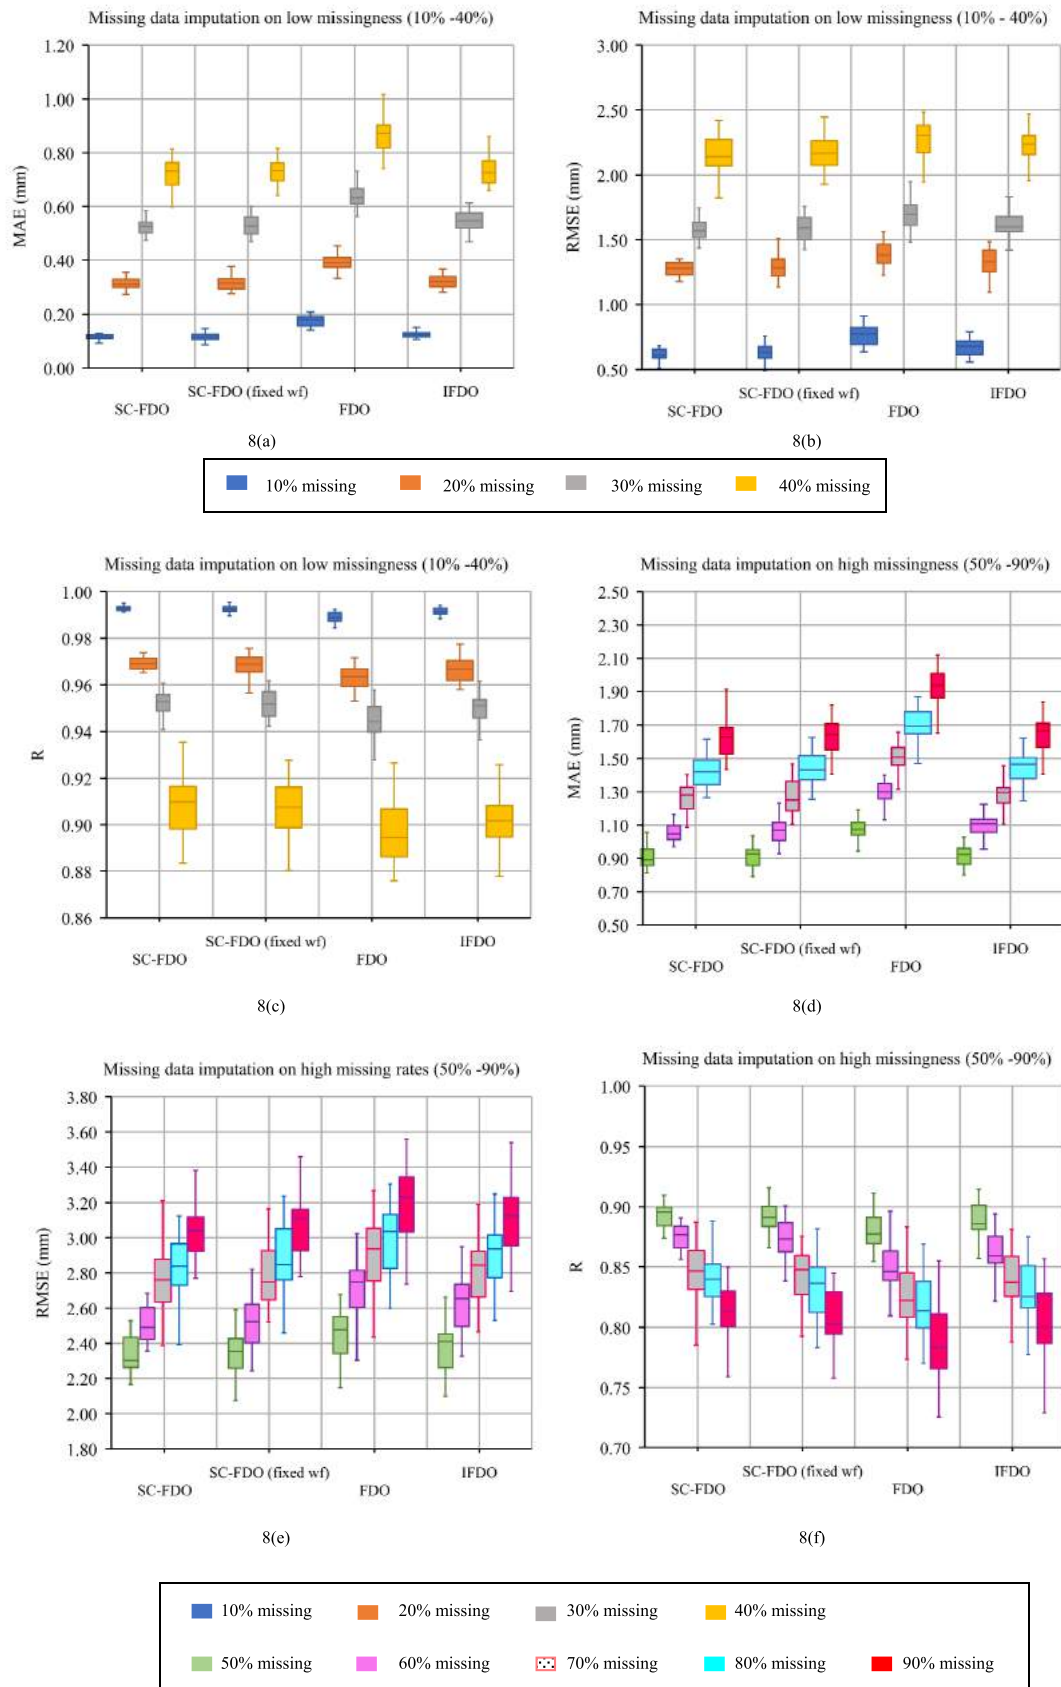 Missing data imputation on low missingness (10% -40%)
1.20
1.00
0.80
0.60
0.40
0.20
0.00
MAE (mm)
SC-FDO (fixed wf)
IFDO
SC-FDO
FDO
8(a)
Missing data imputation on low missingness (10% - 40%)
3.00
2.50
2.00
1.50
1.00
0.50
RMSE (mm)
SC-FDO (fixed wf)
IFDO
SC-FDO
FDO
8(b)
10% missing
20% missing
30% missing
40% missing
Missing data imputation on low missingness (10% -40%)
1.00
0.98
0.96
0.94
0.92
0.90
0.88
0.86
R
SC-FDO (fixed wf)
IFDO
SC-FDO
FDO
8(c)
Missing data imputation on high missingness (50% -90%)
2.50
2.30
2.10
1.90
1.70
1.50
1.30
1.10
0.90
0.70
0.50
MAE (mm)
SC-FDO (fixed wf)
IFDO
SC-FDO
FDO
8(d)
Missing data imputation on high missing rates (50% -90%)
3.80
3.60
3.40
3.20
3.00
2.80
2.60
2.40
2.20
2.00
1.80
RMSE (mm)
SC-FDO (fixed wf)
IFDO
SC-FDO
FDO
8(e)
Missing data imputation on high missingness (50% -90%)
1.00
0.95
0.90
0.85
0.80
0.75
0.70
R
SC-FDO (fixed wf)
IFDO
SC-FDO
FDO
8(f)
10% missing
20% missing
30% missing
40% missing
50% missing
60% missing
70% missing
80% missing
90% missing